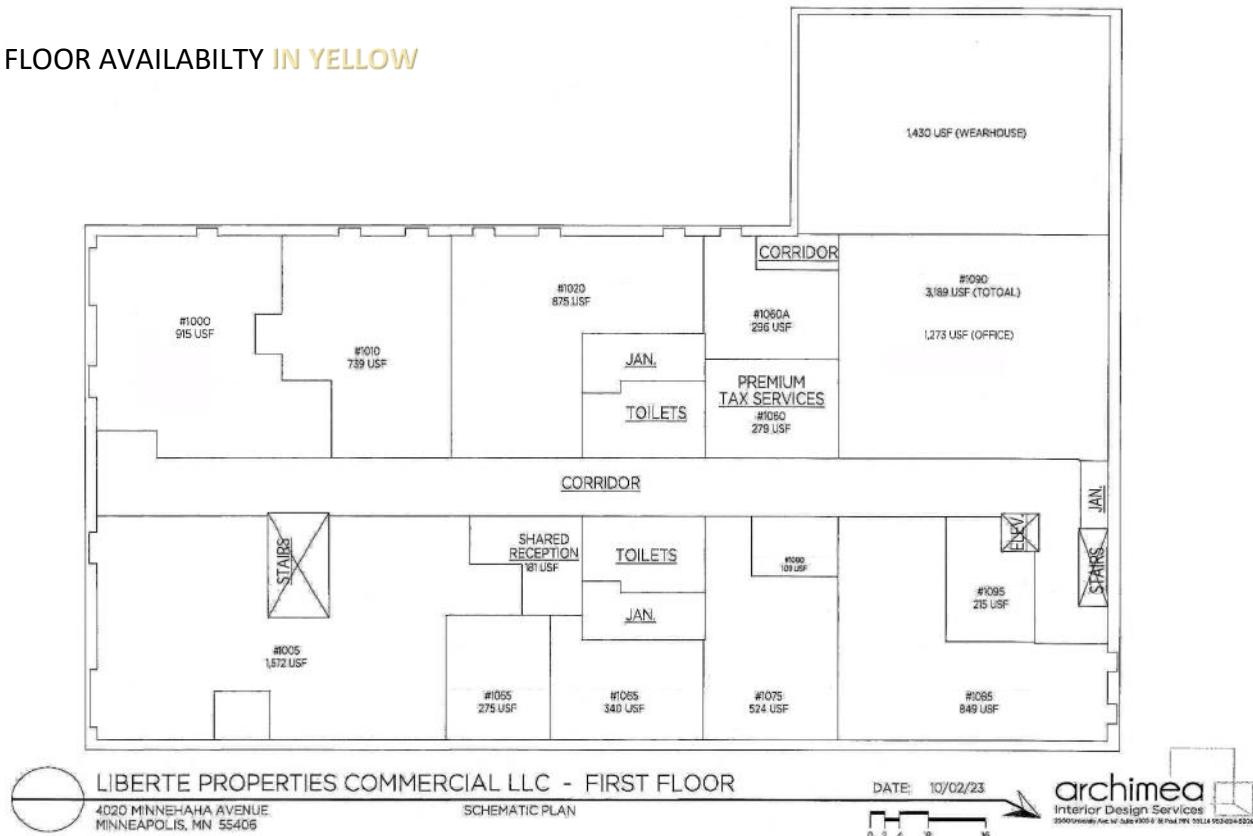 FLOOR AVAILABILTY IN YELLOW
1,430 USF (WEARHOUSE)
CORRIDOR
#1000
915 USF
#1010
739 USF
#1020
875 USF
#1060A
296 USF
#1090
3,189 USF (TOTOAL)
1,273 USF (OFFICE)
JAN.
TOILETS
PREMIUM
TAX SERVICES
#1060
279 USF
CORRIDOR
JAN.
STAIRS
SHARED
RECEPTION
181 USF
TOILETS
JAN.
109 USF
ELEV.
STAIRS
#1095
215 USF
#1005
1,572 USF
275 USF
340 USF
#1075
524 USF
849 USF
LIBERTE PROPERTIES COMMERCIAL LLC - FIRST FLOOR
4020 MINNEHAHA AVENUE
MINNEAPOLIS, MN 55406
SCHEMATIC PLAN
DATE: 10/02/23
archimea
Interior Design Services